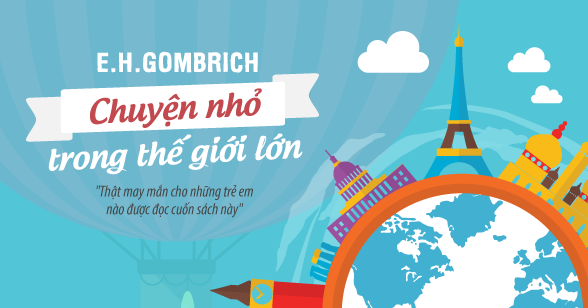 E.H.GOMBRICH
Chuyện nhỏ
trong thế giới lớn
"Thật may mắn cho những trẻ em
nào được đọc cuốn sách này"